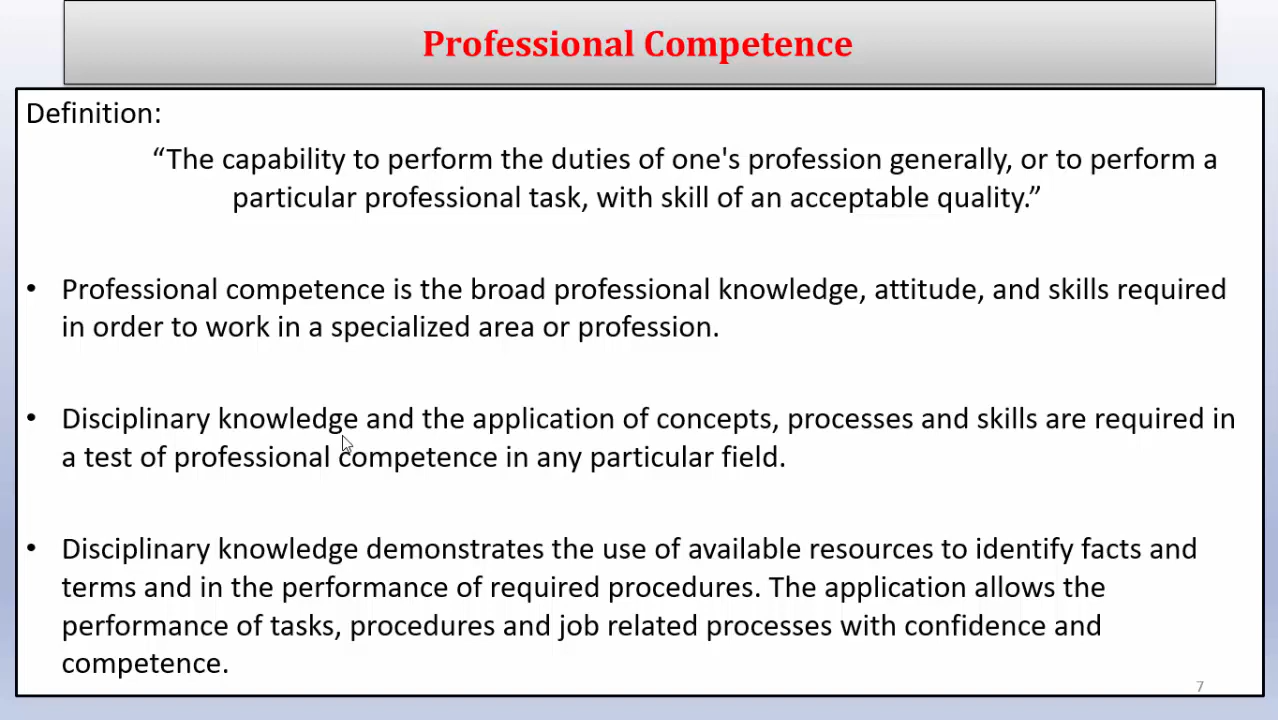 Professional Competence
Definition:
“The capability to perform the duties of one's profession generally, or to perform a
particular professional task, with skill of an acceptable quality.”
• Professional competence is the broad professional knowledge, attitude, and skills required
in order to work in a specialized area or profession.
• Disciplinary knowledge and the application of concepts, processes and skills are required in
a test of professional competence in any particular field.
• Disciplinary knowledge demonstrates the use of available resources to identify facts and
terms and in the performance of required procedures. The application allows the
performance of tasks, procedures and job related processes with confidence and
competence.
7